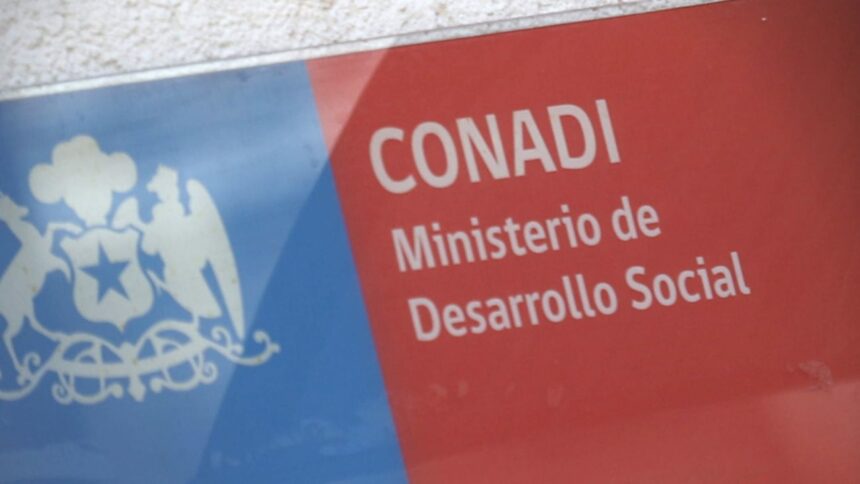 CONADI
Ministerio de
Desarrollo Social